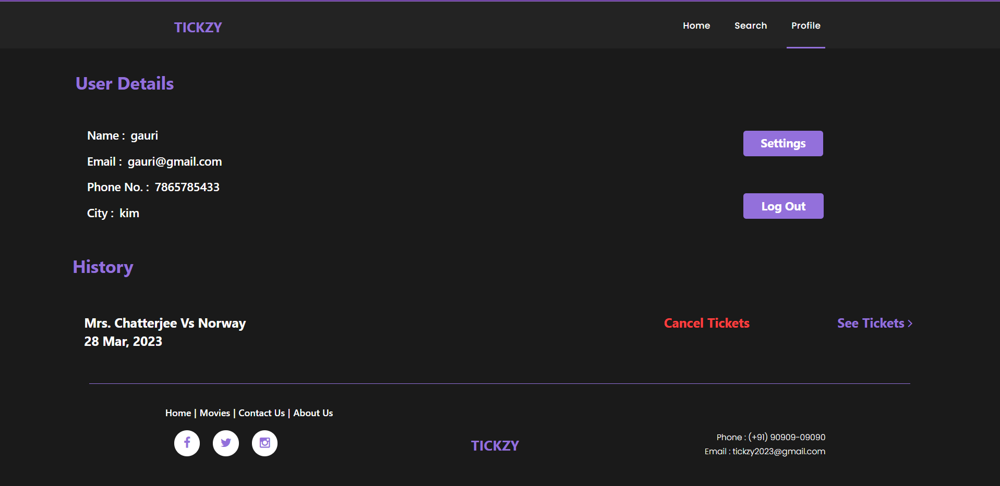 TICKZY
Home Search Profile
User Details
Name : gauri
Settings
Email : gauri@gmail.com
Phone No. : 7865785433
Log Out
City : kim
History
Mrs. Chatterjee Vs Norway
Cancel Tickets
See Tickets >
28 Mar, 2023
Home | Movies | Contact Us | About Us
TICKZY
Phone : (+91) 90909-09090
Email : tickzy2023@gmail.com